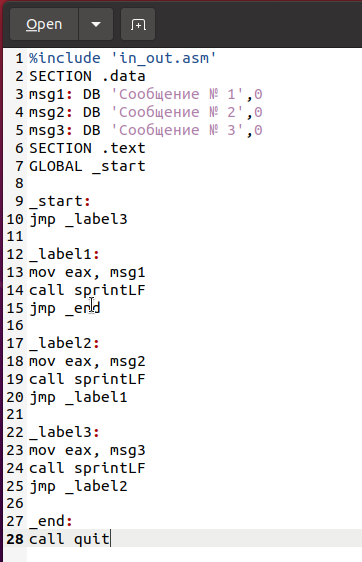 Open
1 %include 'in_out.asm'
2 SECTION .data
3 msg1: DB 'Сообщение № 1',0
4 msg2: DB 'Сообщение № 2',0
5 msg3: DB 'Сообщение № 3',0
6 SECTION .text
7 GLOBAL _start
8
9 _start:
10 jmp _label3
11
12 _label1:
13 mov eax, msg1
14 call sprintLF
15 jmp _end
16
17 _label2:
18 mov eax, msg2
19 call sprintLF
20 jmp _label1
21
22 _label3:
23 mov eax, msg3
24 call sprintLF
25 jmp _label2
26
27 _end:
28 call quit